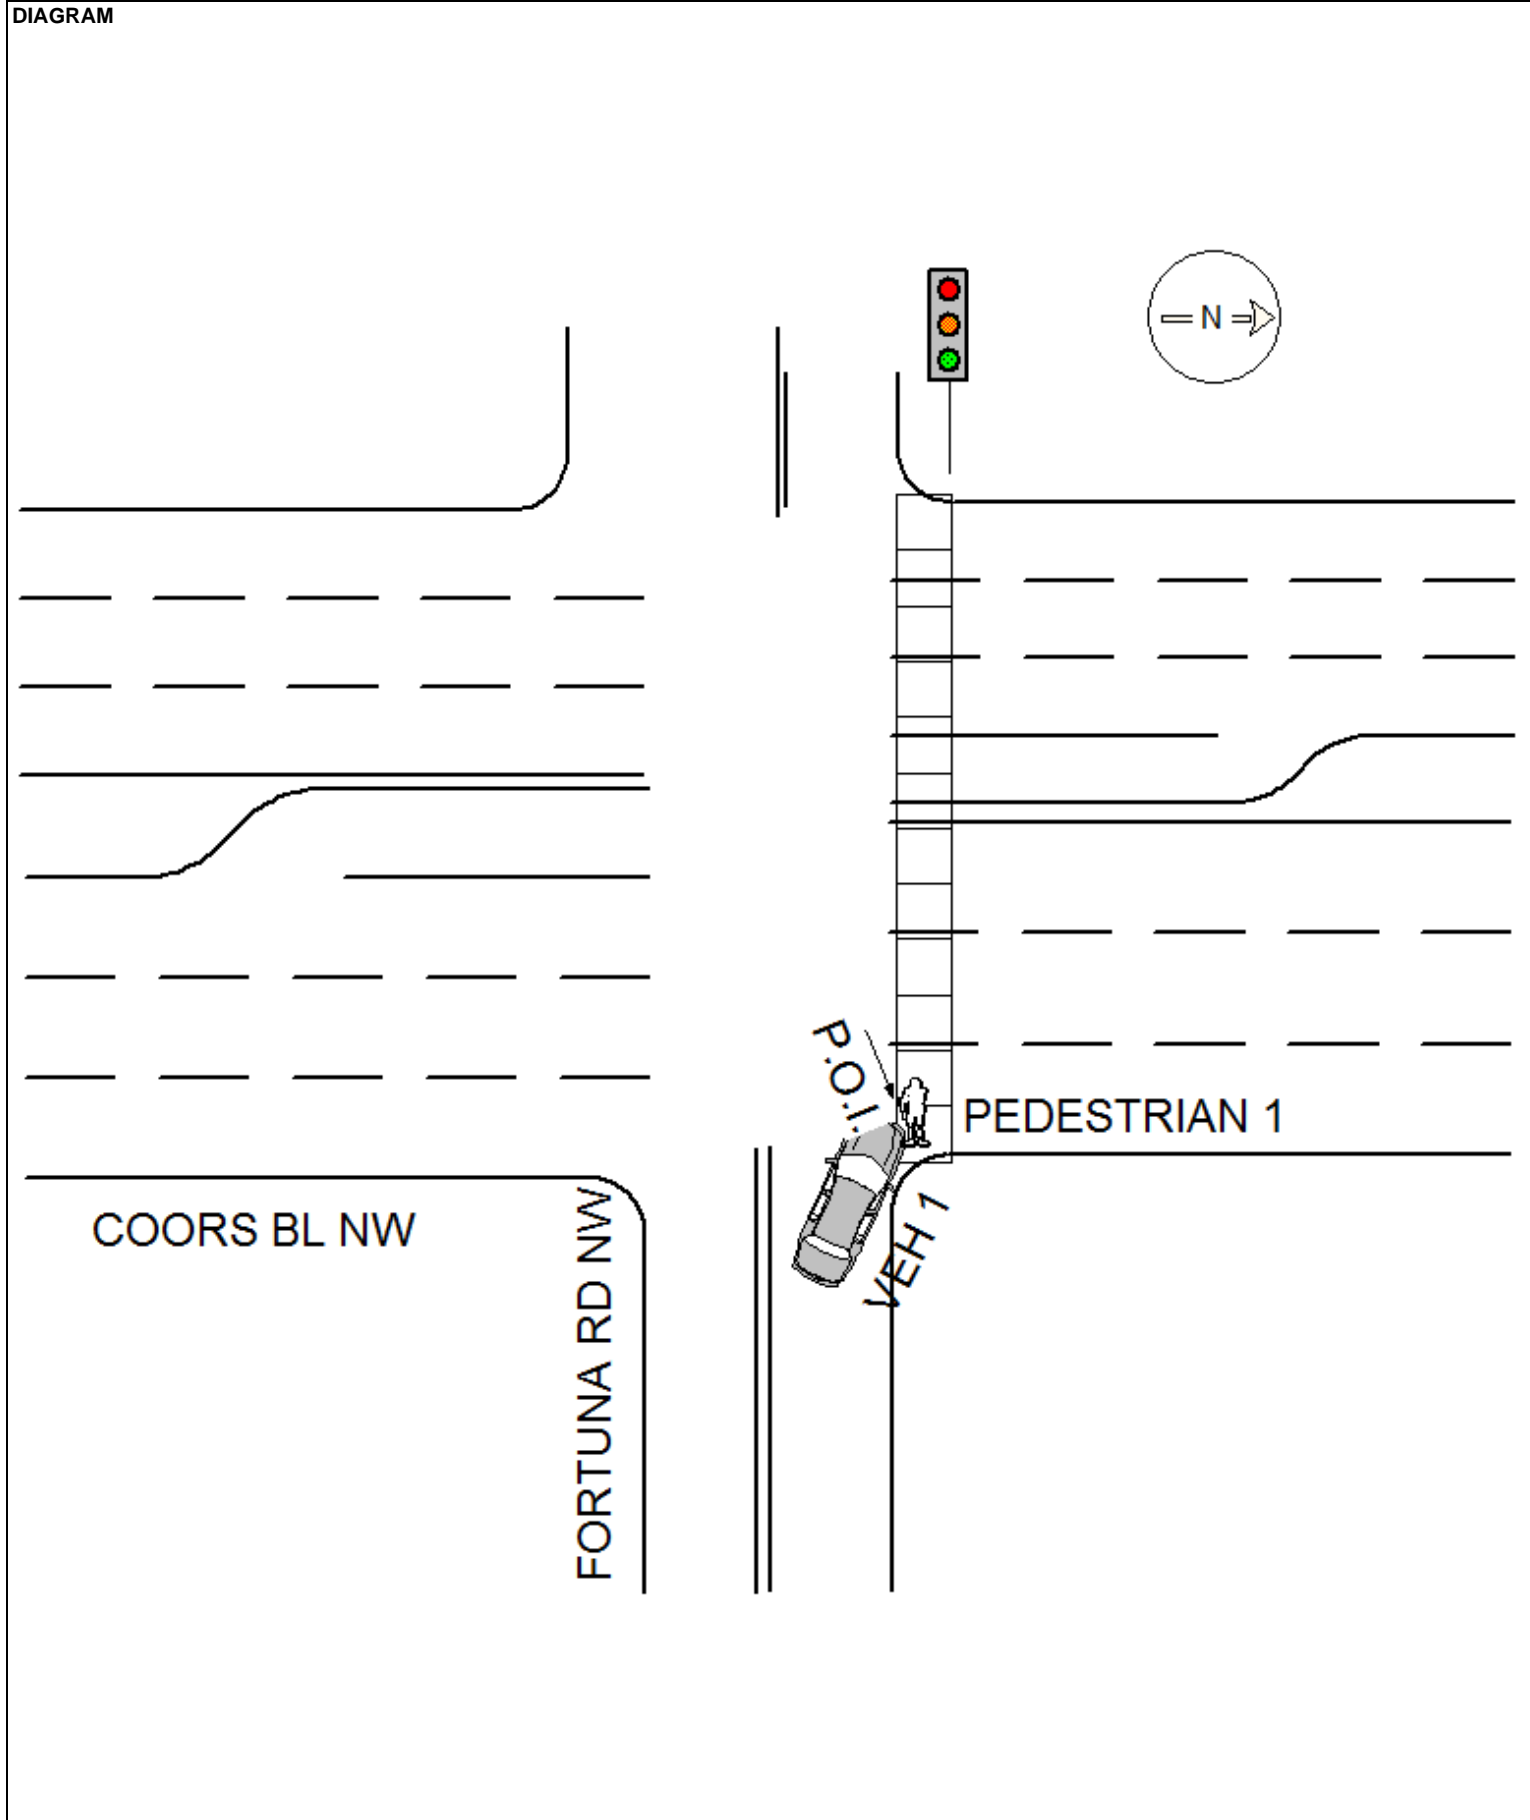 DIAGRAM
N
P.O.I.
PEDESTRIAN 1
VEH 1
COORS BL NW
FORTUNA RD NW